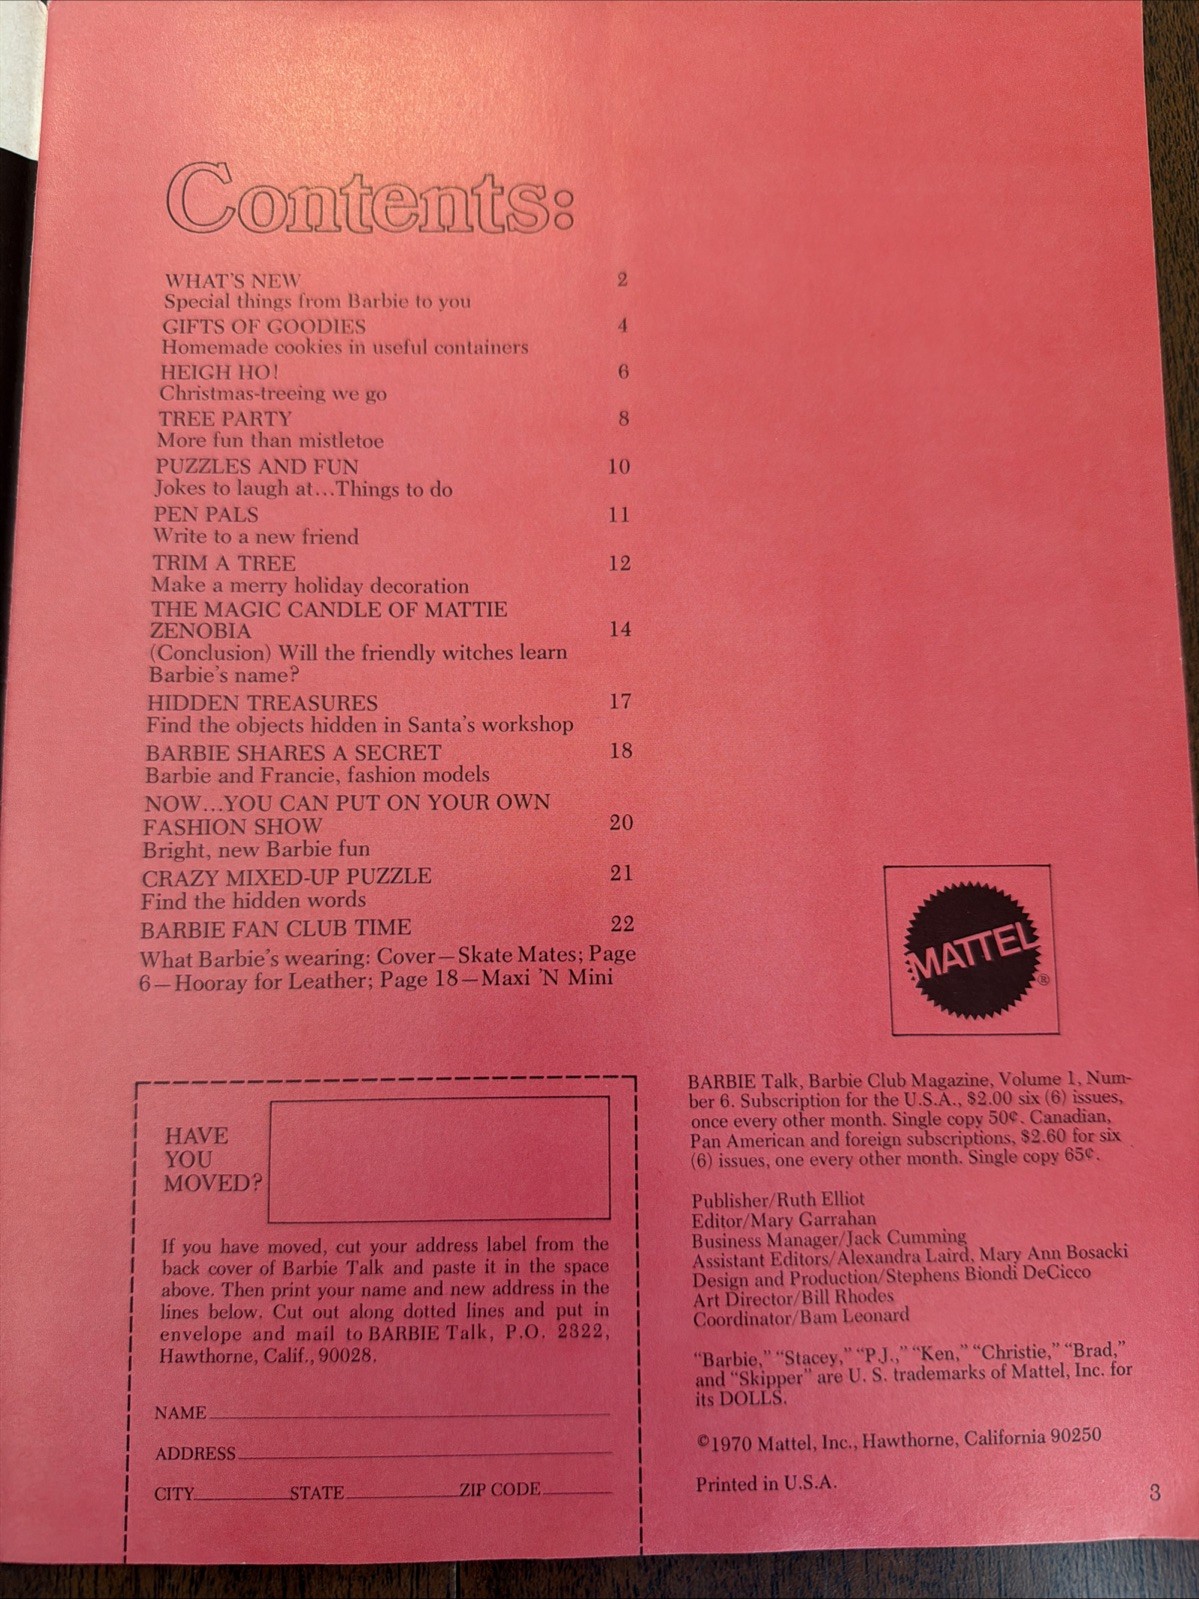 Contents:
WHAT'S NEW 2
Special things from Barbie to you
GIFTS OF GOODIES 4
Homemade cookies in useful containers
HEIGH HO! 6
Christmas-treeing we go
TREE PARTY 8
More fun than mistletoe
PUZZLES AND FUN 10
Jokes to laugh at...Things to do
PEN PALS 11
Write to a new friend
TRIM A TREE 12
Make a merry holiday decoration
THE MAGIC CANDLE OF MATTIE
ZENOBIA 14
(Conclusion) Will the friendly witches learn
Barbie's name?
HIDDEN TREASURES 17
Find the objects hidden in Santa's workshop
BARBIE SHARES A SECRET 18
Barbie and Francie, fashion models
NOW...YOU CAN PUT ON YOUR OWN
FASHION SHOW 20
Bright, new Barbie fun
CRAZY MIXED-UP PUZZLE 21
Find the hidden words
BARBIE FAN CLUB TIME 22
What Barbie's wearing: Cover—Skate Mates; Page
6—Hooray for Leather; Page 18—Maxi 'N Mini
HAVE
YOU
MOVED?
If you have moved, cut your address label from the
back cover of Barbie Talk and paste it in the space
above. Then print your name and new address in the
lines below. Cut out along dotted lines and put in
envelope and mail to BARBIE Talk, P.O. 2322,
Hawthorne, Calif., 90028.
NAME
ADDRESS
CITY STATE ZIP CODE
MATTEL
®
BARBIE Talk, Barbie Club Magazine, Volume 1, Num-
ber 6. Subscription for the U.S.A., $2.00 six (6) issues,
once every other month. Single copy 50¢. Canadian,
Pan American and foreign subscriptions, $2.60 for six
(6) issues, one every other month. Single copy 65¢.
Publisher/Ruth Elliot
Editor/Mary Garrahan
Business Manager/Jack Cumming
Assistant Editors/Alexandra Laird, Mary Ann Bosacki
Design and Production/Stephens Biondi DeCicco
Art Director/Bill Rhodes
Coordinator/Bam Leonard
"Barbie," "Stacey," "P.J.," "Ken," "Christie," "Brad,"
and "Skipper" are U. S. trademarks of Mattel, Inc. for
its DOLLS.
©1970 Mattel, Inc., Hawthorne, California 90250
Printed in U.S.A.
3